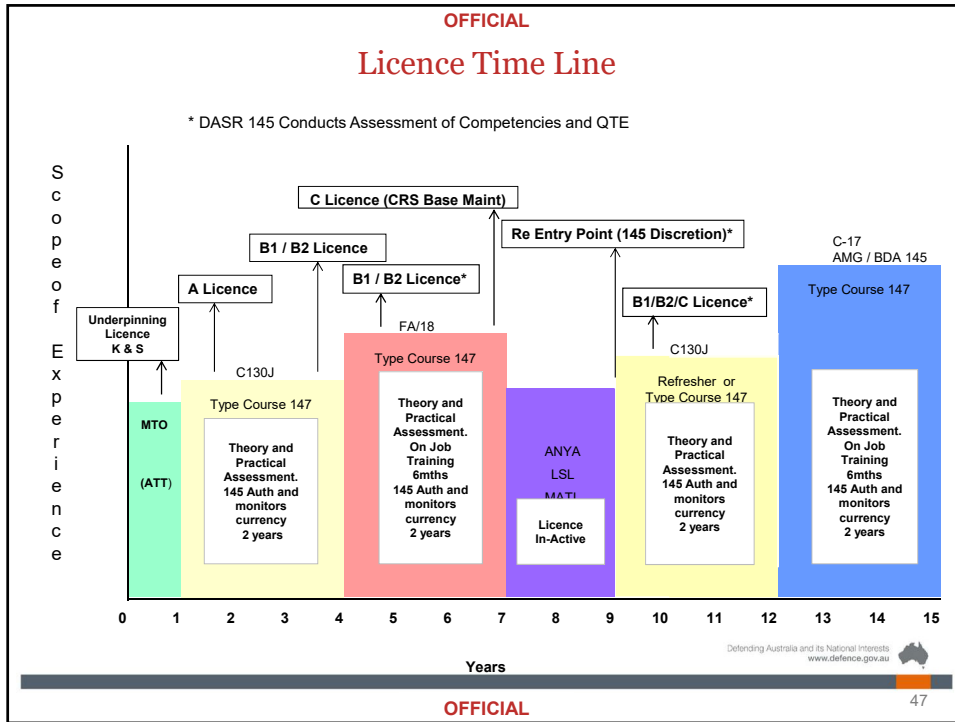 OFFICIAL
Licence Time Line
* DASR 145 Conducts Assessment of Competencies and QTE
Scopeof Experience
C Licence (CRS Base Maint)
Re Entry Point (145 Discretion)*
B1 / B2 Licence
C-17
AMG / BDA 145
A Licence
B1 / B2 Licence*
Type Course 147
B1/B2/C Licence*
Underpinning
Licence
K & S
FA/18
Type Course 147
C130J
Type Course 147
C130J
Refresher or
Type Course 147
MTO
(ATT)
Theory and
Practical
Assessment.
145 Auth and
monitors
currency
2 years
Theory and
Practical
Assessment.
On Job
Training
6mths
145 Auth and
monitors
currency
2 years
ANYA
LSL
Licence
In-Active
Theory and
Practical
Assessment.
145 Auth and
monitors
currency
2 years
Theory and
Practical
Assessment.
On Job
Training
6mths
145 Auth and
monitors
currency
2 years
0 1 2 3 4 5 6 7 8 9 10 11 12 13 14 15
Years
Defending Australia and its National Interests
www.defence.gov.au
47
OFFICIAL